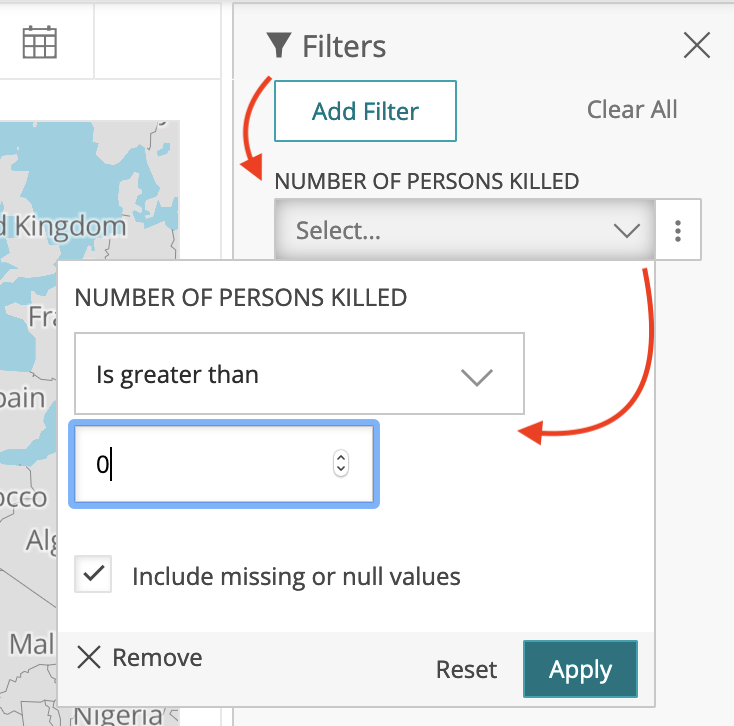 Filters
Add Filter
Clear All
NUMBER OF PERSONS KILLED
Select...
d Kingdom
NUMBER OF PERSONS KILLED
Fra
Is greater than
pain
0
occo
Alg
Include missing or null values
Mal
Remove
Reset
Apply
Nigeria